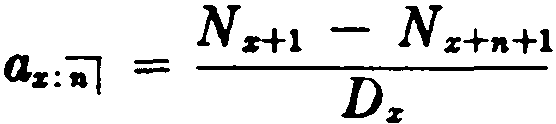 $a_{x:\overline{n}|} = \frac{N_{x+1} - N_{x+n+1}}{D_x}$